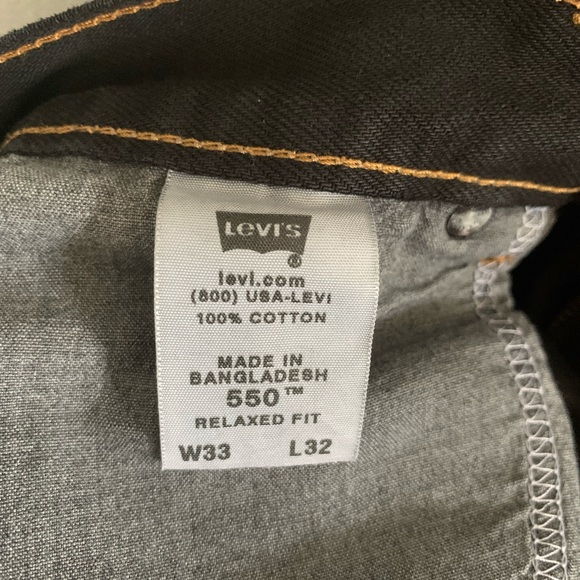 Levi's
®
levi.com
(800) USA-LEVI
100% COTTON
MADE IN
BANGLADESH
550™
RELAXED FIT
W33 L32